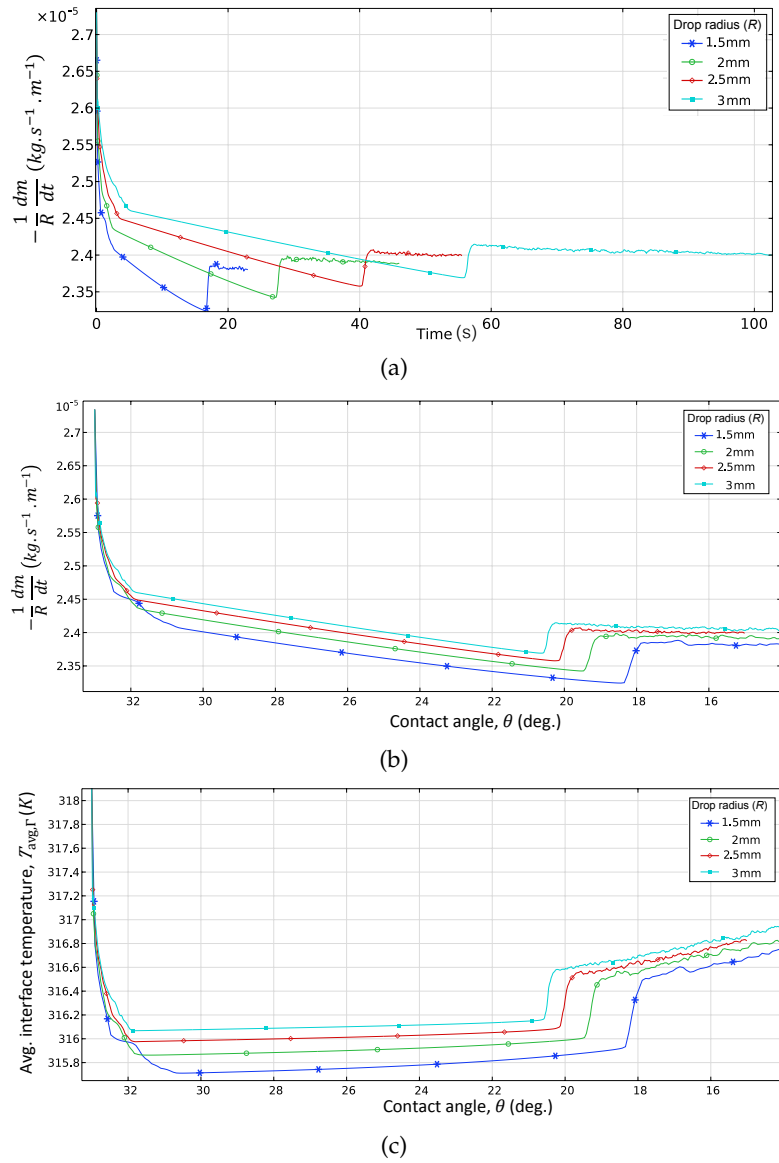 ×10⁻⁵
2.7
2.65
2.6
2.55
2.5
2.45
2.4
2.35
−1/R dm/dt (kg.s⁻¹.m⁻¹)
Drop radius (R)
1.5mm
2mm
2.5mm
3mm
0 20 40 60 80 100
Time (s)
(a)
10⁻⁵
2.7
2.65
2.6
2.55
2.5
2.45
2.4
2.35
−1/R dm/dt (kg.s⁻¹.m⁻¹)
Drop radius (R)
1.5mm
2mm
2.5mm
3mm
32 30 28 26 24 22 20 18 16
Contact angle, θ (deg.)
(b)
318
317.8
317.6
317.4
317.2
317
316.8
316.6
316.4
316.2
316
315.8
Avg. interface temperature, T_avg,Γ (K)
Drop radius (R)
1.5mm
2mm
2.5mm
3mm
32 30 28 26 24 22 20 18 16
Contact angle, θ (deg.)
(c)